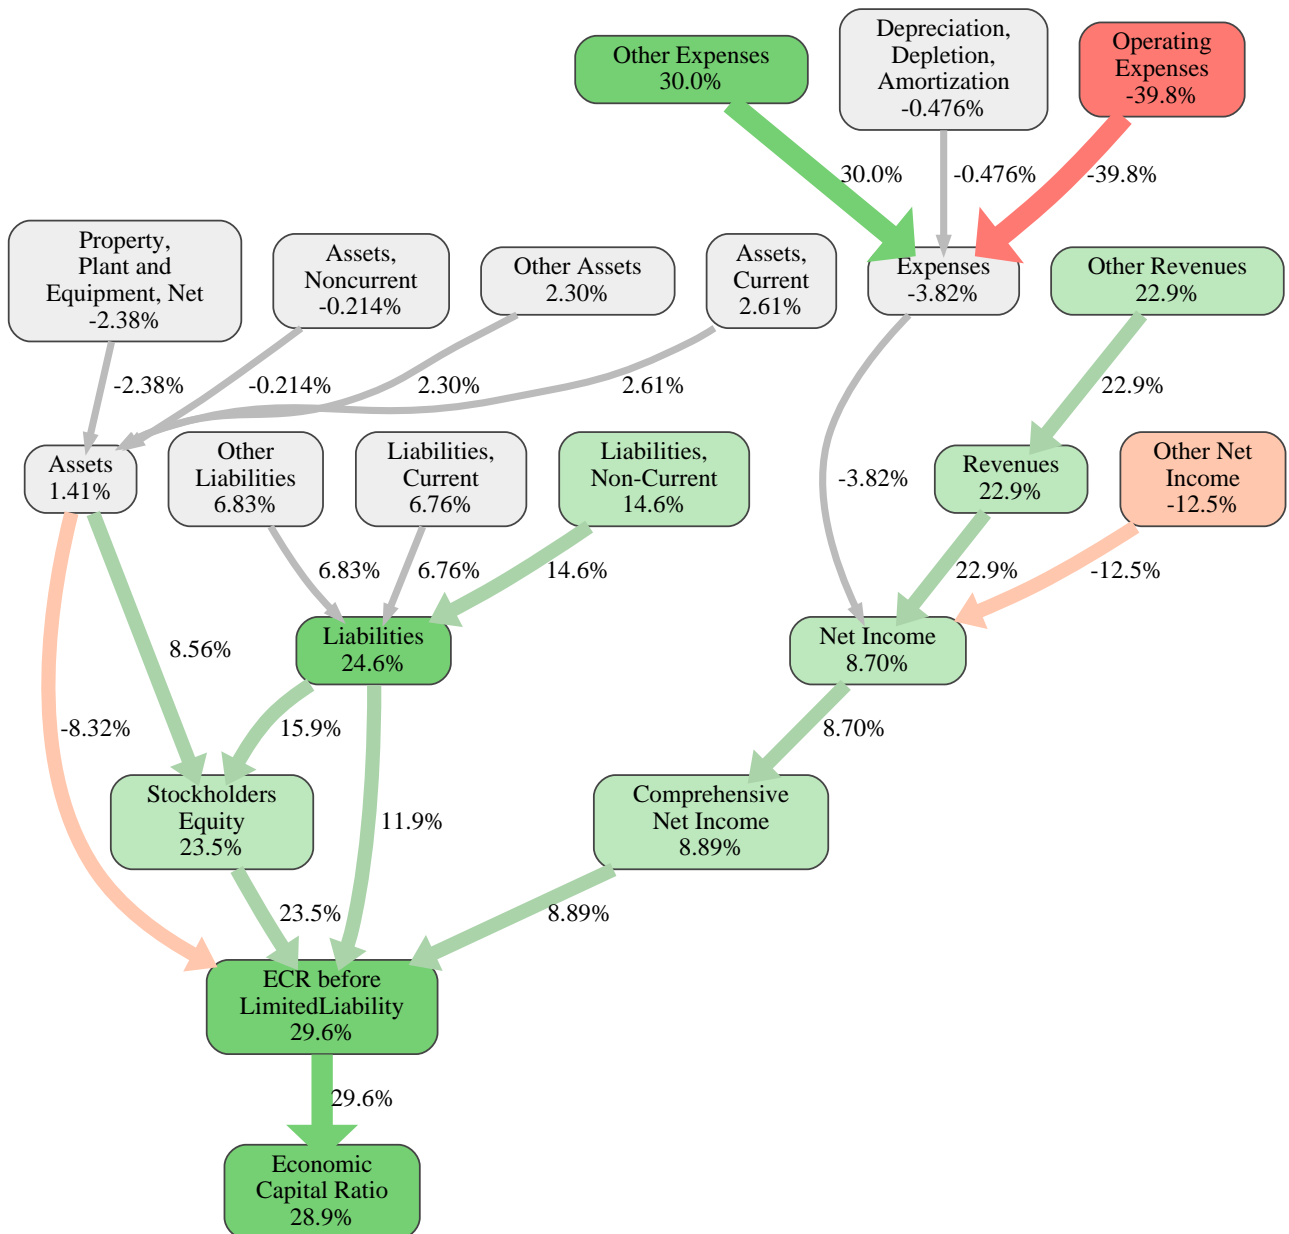 Other Expenses
30.0%
Depreciation,
Depletion,
Amortization
-0.476%
Operating
Expenses
-39.8%
30.0%
-0.476%
-39.8%
Property,
Plant and
Equipment, Net
-2.38%
Assets,
Noncurrent
-0.214%
Other Assets
2.30%
Assets,
Current
2.61%
Expenses
-3.82%
Other Revenues
22.9%
-2.38%
-0.214%
2.30%
2.61%
22.9%
Assets
1.41%
Other
Liabilities
6.83%
Liabilities,
Current
6.76%
Liabilities,
Non-Current
14.6%
-3.82%
Revenues
22.9%
Other Net
Income
-12.5%
6.83%
6.76%
14.6%
22.9%
-12.5%
8.56%
Liabilities
24.6%
Net Income
8.70%
-8.32%
15.9%
8.70%
Stockholders
Equity
23.5%
11.9%
Comprehensive
Net Income
8.89%
23.5%
8.89%
ECR before
LimitedLiability
29.6%
29.6%
Economic
Capital Ratio
28.9%